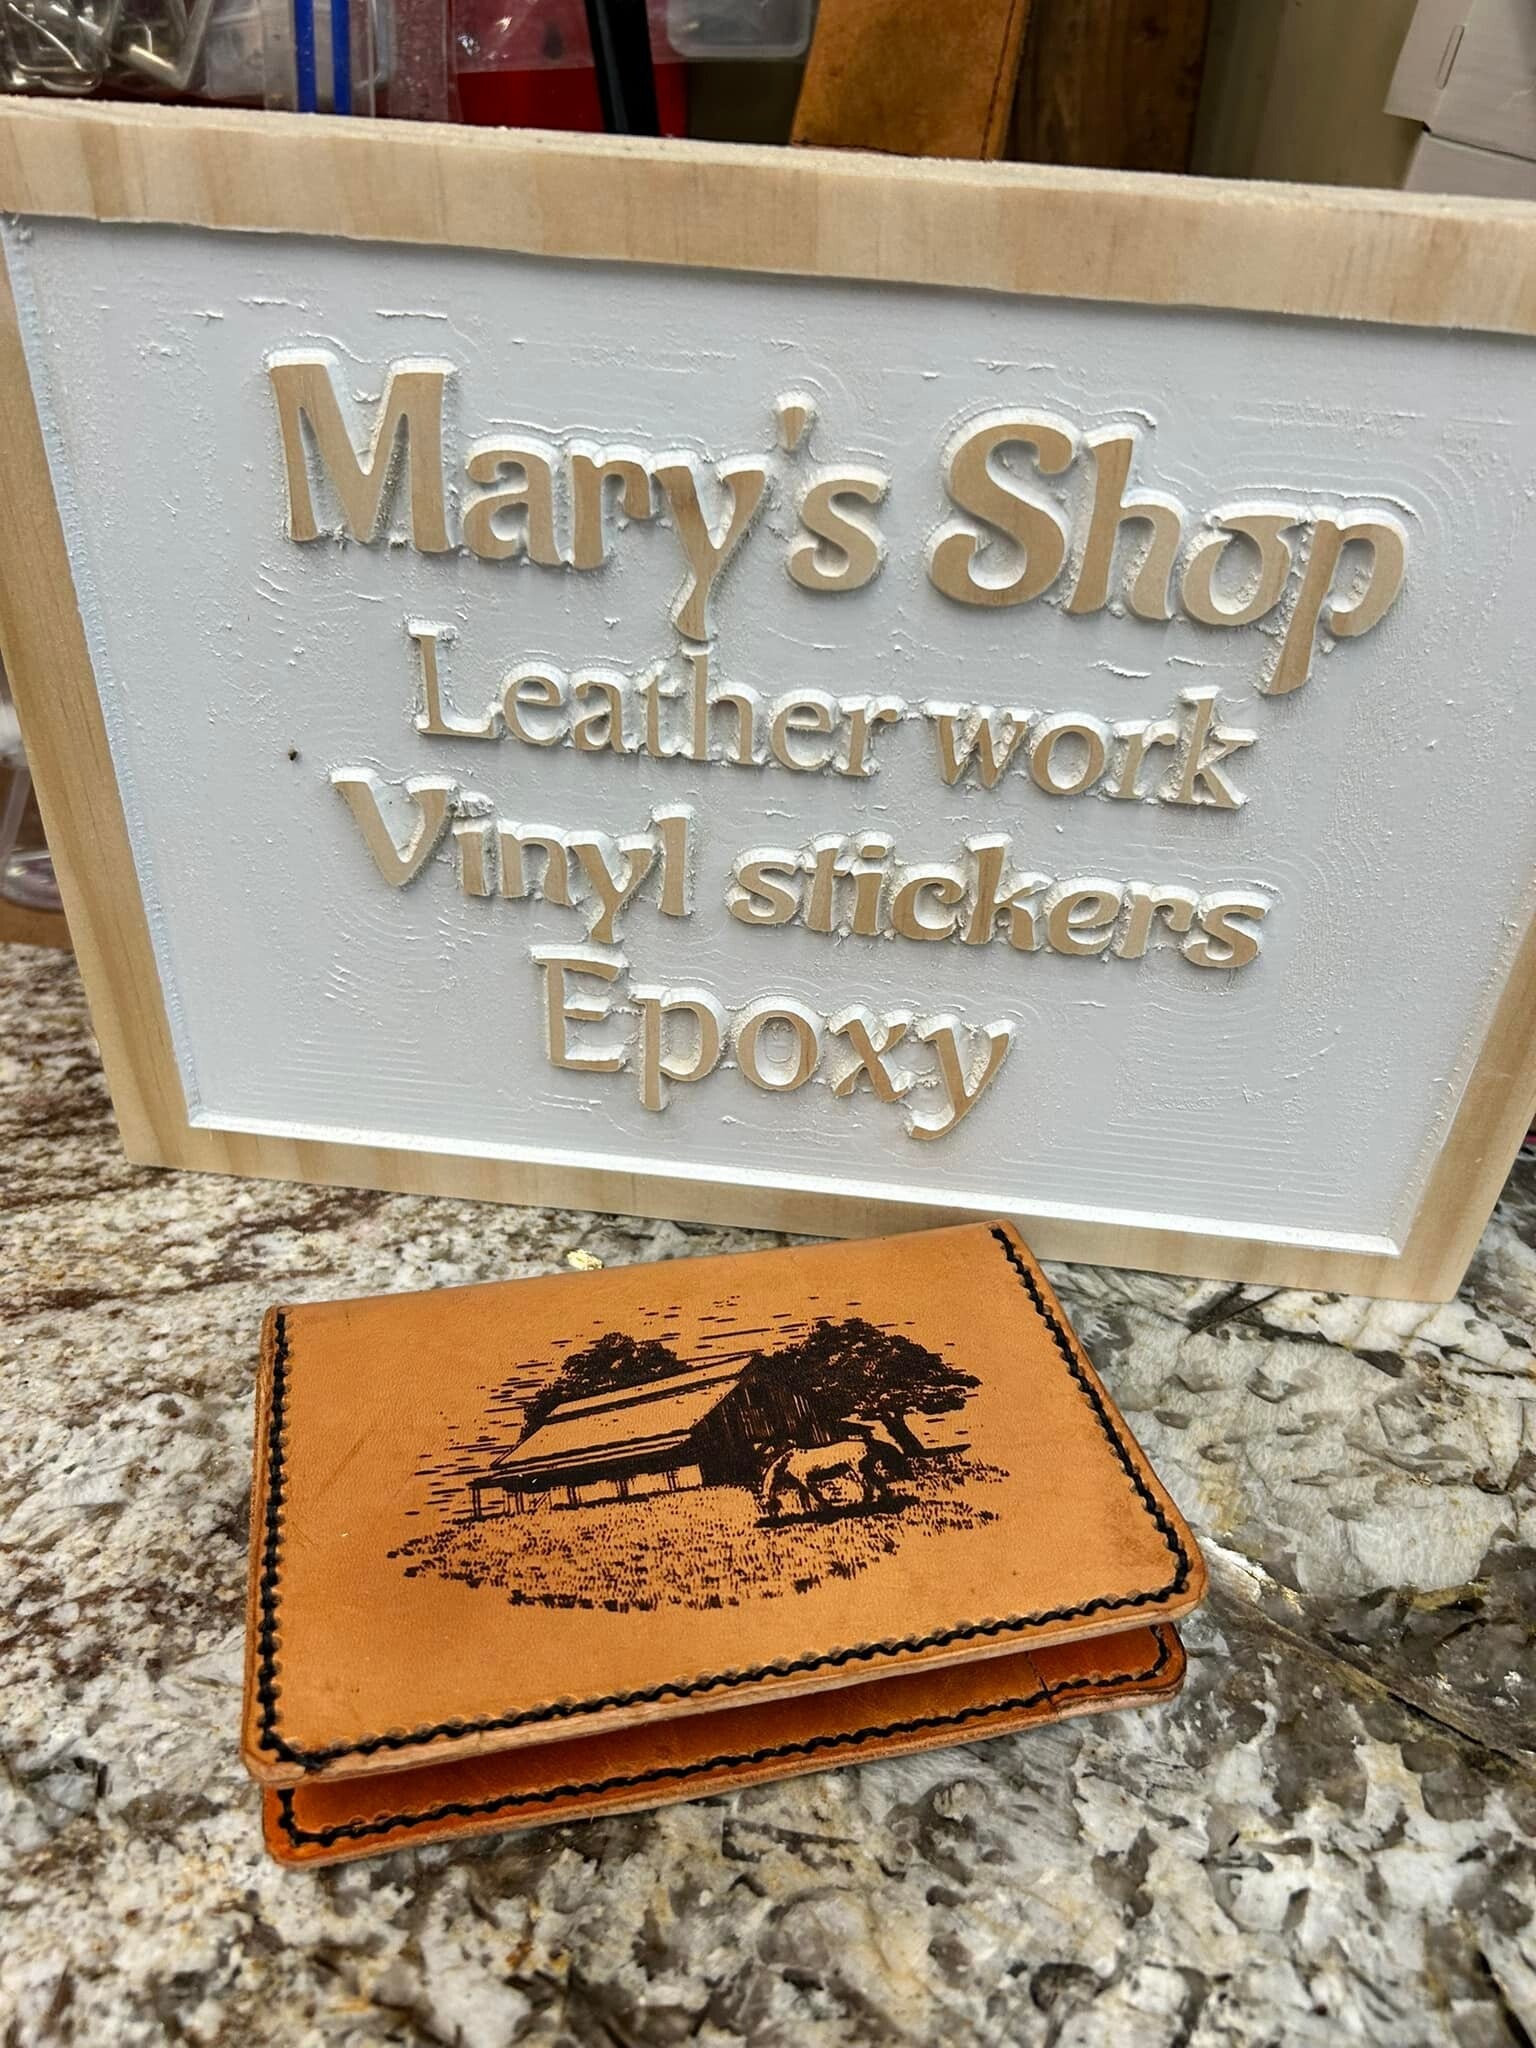 Mary's Shop
Leather work
Vinyl stickers
Epoxy